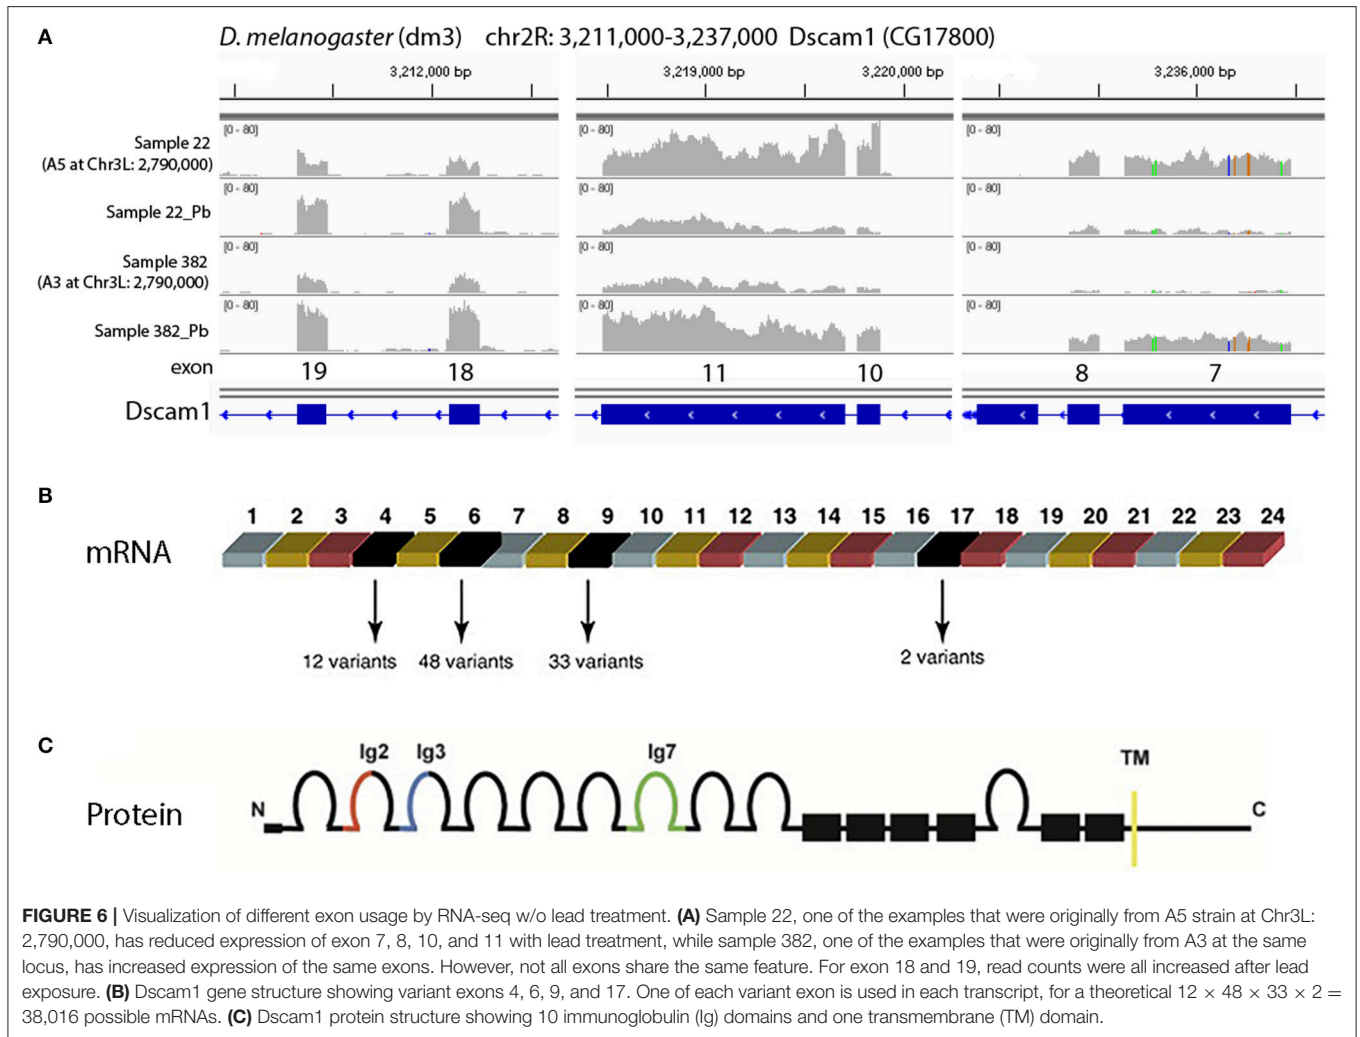 A
D. melanogaster (dm3) chr2R: 3,211,000-3,237,000 Dscam1 (CG17800)
3,212,000 bp 3,219,000 bp 3,220,000 bp 3,236,000 bp
Sample 22
(A5 at Chr3L: 2,790,000)
[0 - 80] [0 - 80] [0 - 80]
Sample 22_Pb
[0 - 80] [0 - 80] [0 - 80]
Sample 382
(A3 at Chr3L: 2,790,000)
[0 - 80] [0 - 80] [0 - 80]
Sample 382_Pb
[0 - 80] [0 - 80] [0 - 80]
exon 19 18 11 10 8 7
Dscam1
B
1 2 3 4 5 6 7 8 9 10 11 12 13 14 15 16 17 18 19 20 21 22 23 24
mRNA
12 variants 48 variants 33 variants 2 variants
C
Ig2 Ig3 Ig7 TM
Protein N C
FIGURE 6 | Visualization of different exon usage by RNA-seq w/o lead treatment. (A) Sample 22, one of the examples that were originally from A5 strain at Chr3L:
2,790,000, has reduced expression of exon 7, 8, 10, and 11 with lead treatment, while sample 382, one of the examples that were originally from A3 at the same
locus, has increased expression of the same exons. However, not all exons share the same feature. For exon 18 and 19, read counts were all increased after lead
exposure. (B) Dscam1 gene structure showing variant exons 4, 6, 9, and 17. One of each variant exon is used in each transcript, for a theoretical 12 × 48 × 33 × 2 =
38,016 possible mRNAs. (C) Dscam1 protein structure showing 10 immunoglobulin (Ig) domains and one transmembrane (TM) domain.